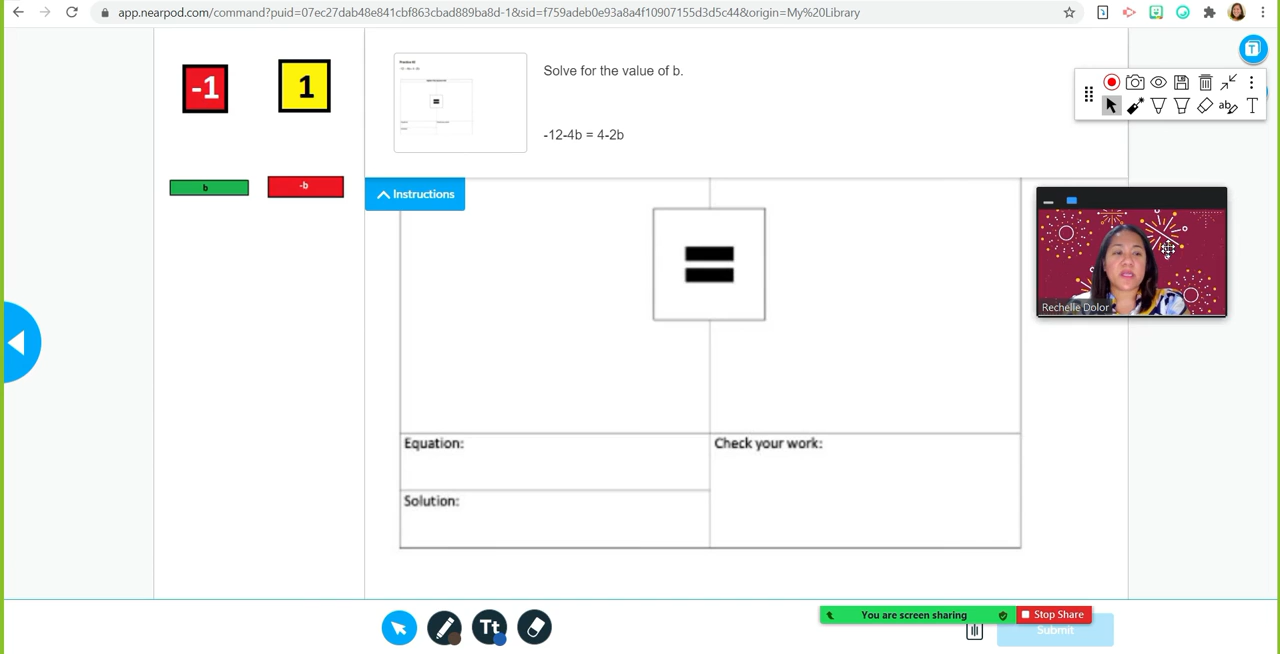 app.nearpod.com/command?puid=07ec27dab48e841cbf863cbad889ba8d-1&sid=f759adeb0e93a8a4f10907155d3d5c44&origin=My%20Library
-1
1
Solve for the value of b.
-12-4b = 4-2b
b
-b
Instructions
=
Rechelle Dolor
Equation:
Check your work:
Solution:
Tt
You are screen sharing
Stop Share
Submit